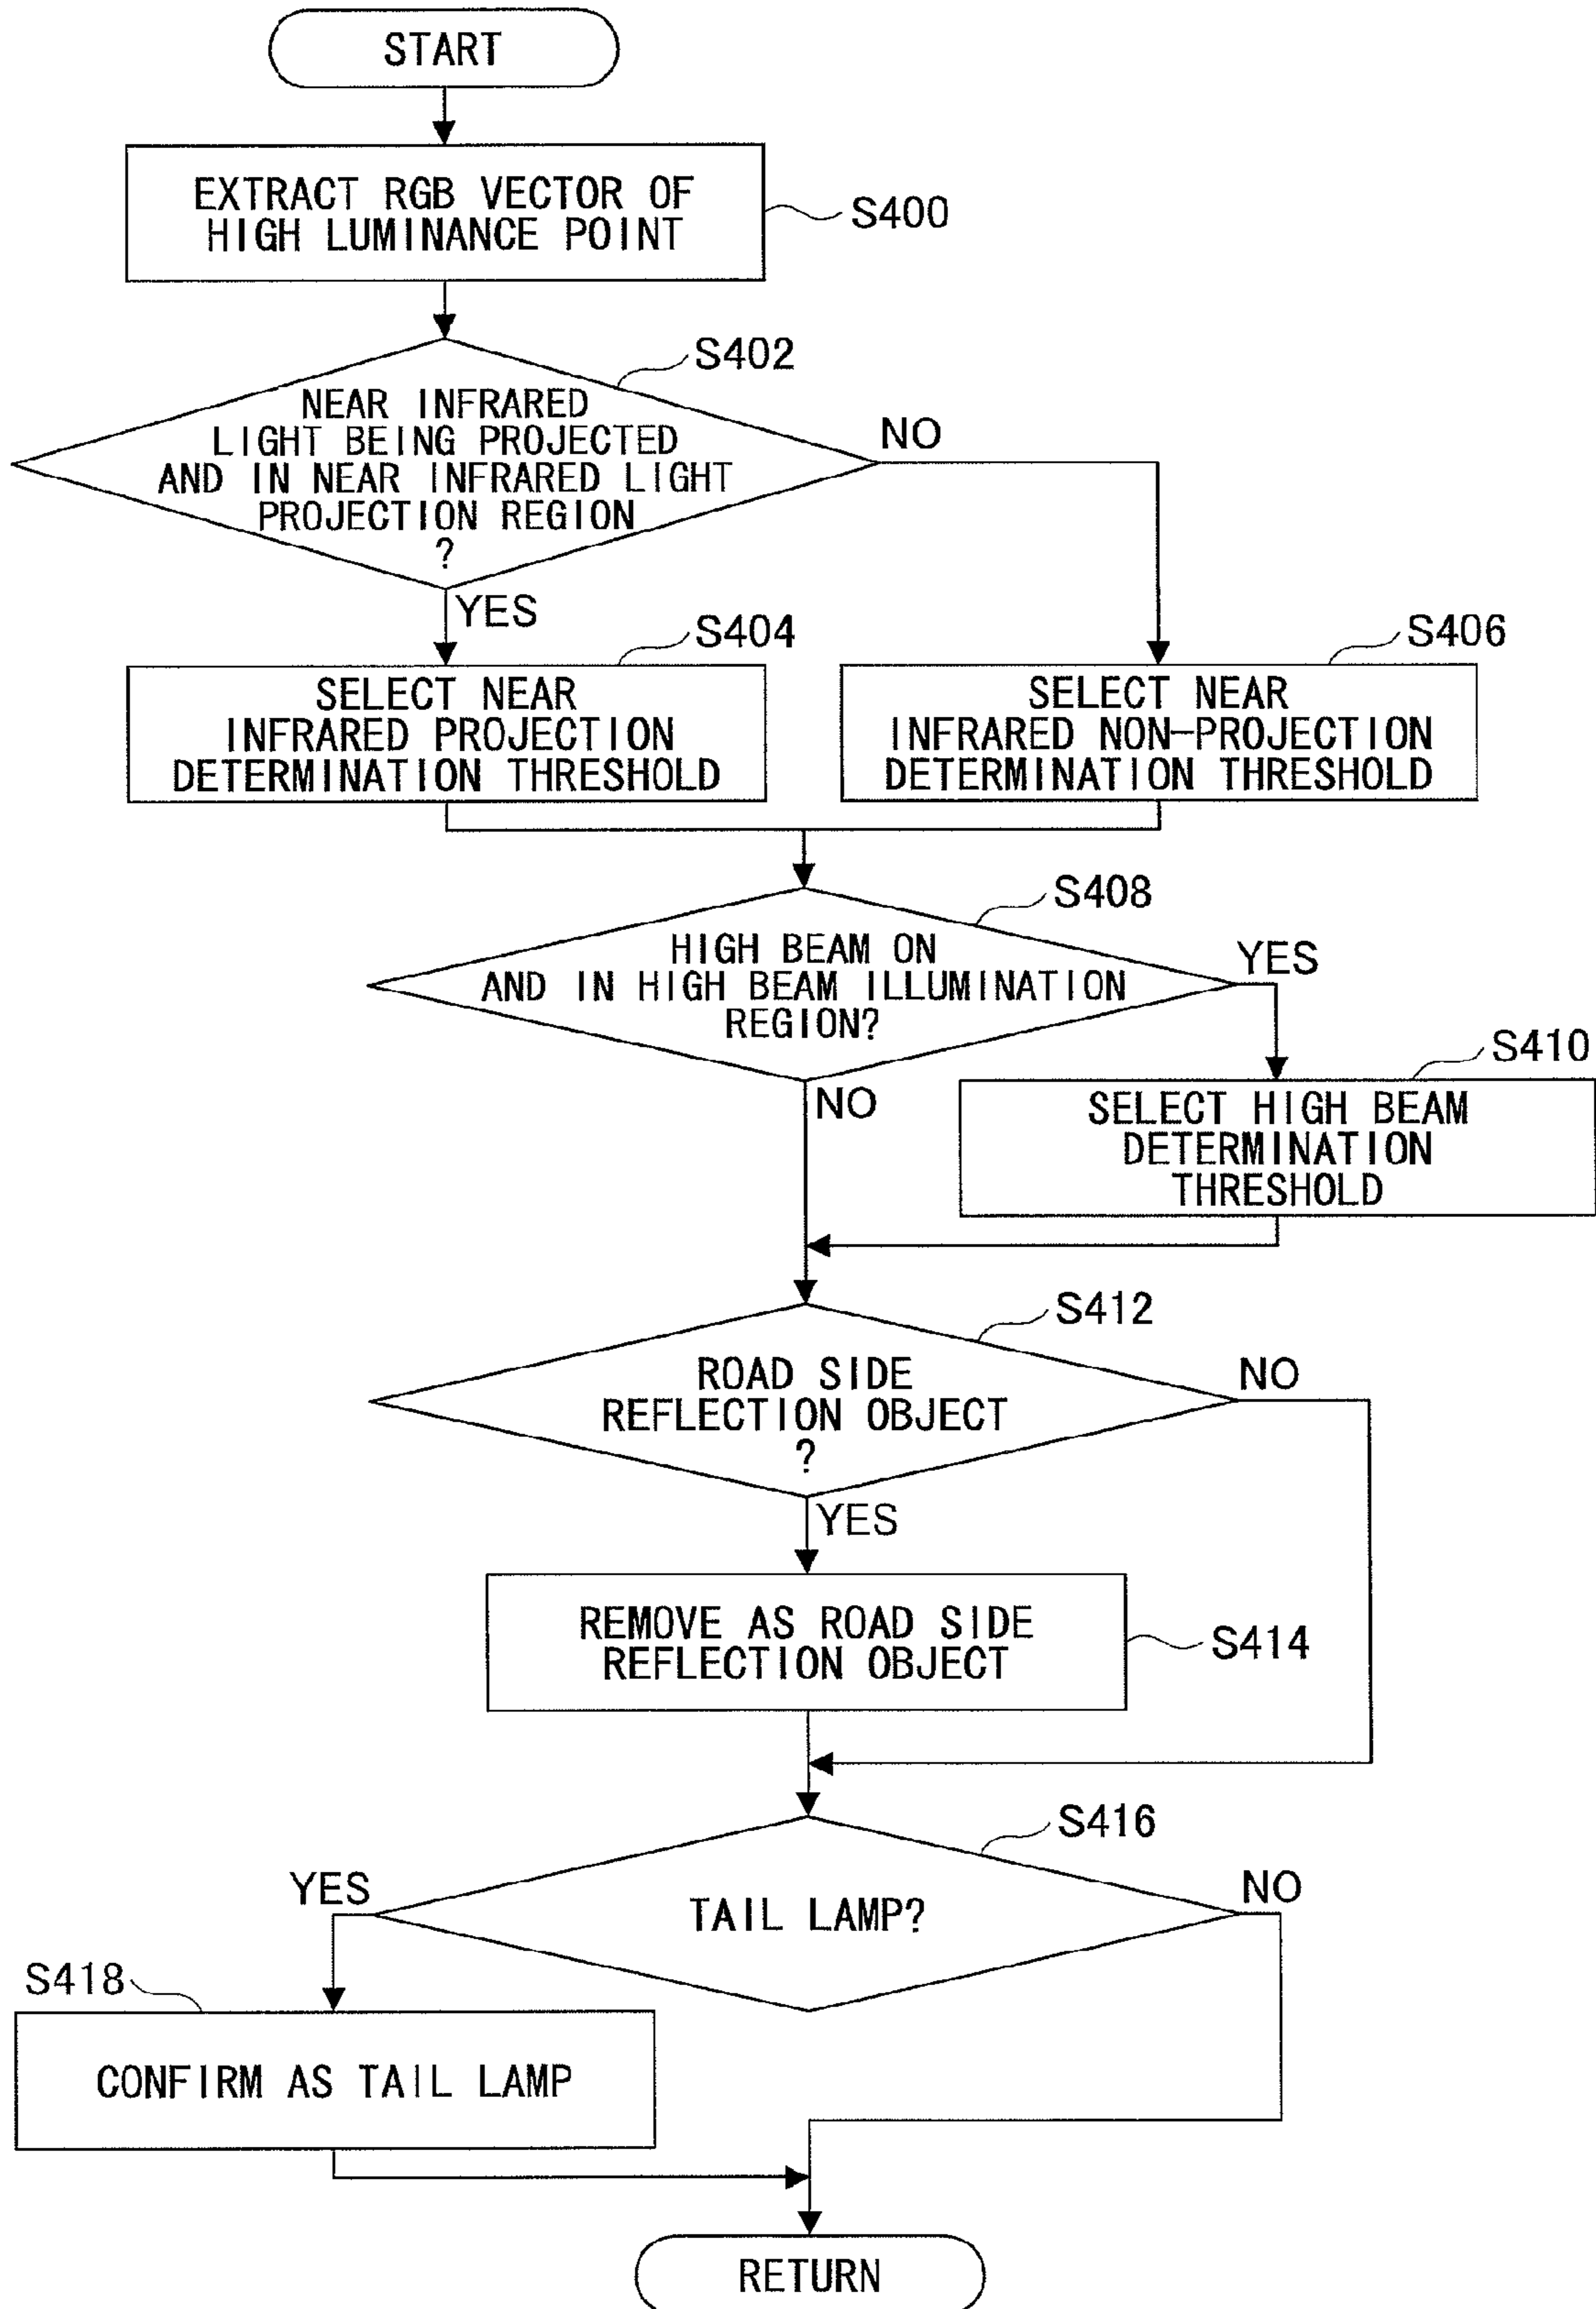 START
EXTRACT RGB VECTOR OF
HIGH LUMINANCE POINT
S400
S402
NEAR INFRARED
LIGHT BEING PROJECTED
AND IN NEAR INFRARED LIGHT
PROJECTION REGION
?
NO
YES
S404
SELECT NEAR
INFRARED PROJECTION
DETERMINATION THRESHOLD
S406
SELECT NEAR
INFRARED NON-PROJECTION
DETERMINATION THRESHOLD
S408
HIGH BEAM ON
AND IN HIGH BEAM ILLUMINATION
REGION?
YES
NO
S410
SELECT HIGH BEAM
DETERMINATION
THRESHOLD
S412
ROAD SIDE
REFLECTION OBJECT
?
NO
YES
REMOVE AS ROAD SIDE
REFLECTION OBJECT
S414
S416
TAIL LAMP?
YES
NO
S418
CONFIRM AS TAIL LAMP
RETURN